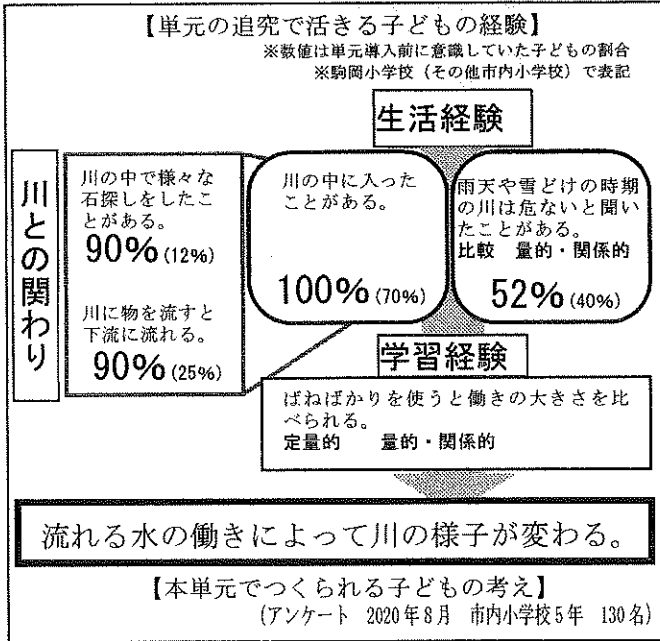 【単元の追究で活きる子どもの経験】
※数値は単元導入前に意識していた子どもの割合
※駒岡小学校（その他市内小学校）で表記
生活経験
川との関わり
川の中で様々な
石探しをしたこ
とがある。
90%(12%)
川に物を流すと
下流に流れる。
90%(25%)
川の中に入った
ことがある。
100%(70%)
雨天や雪どけの時期
の川は危ないと聞い
たことがある。
比較　量的・関係的
52%(40%)
学習経験
ばねばかりを使うと働きの大きさを比
べられる。
定量的　量的・関係的
流れる水の働きによって川の様子が変わる。
【本単元でつくられる子どもの考え】
(アンケート　2020年8月　市内小学校5年　130名)